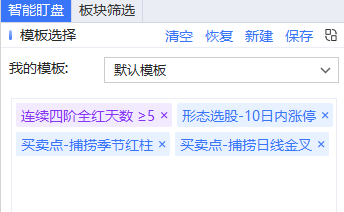 智能盯盘 板块筛选
模板选择 清空 恢复 新建 保存
我的模板: 默认模板
连续四阶全红天数 ≥5 × 形态选股-10日内涨停 ×
买卖点-捕捞季节红柱 × 买卖点-捕捞日线金叉 ×